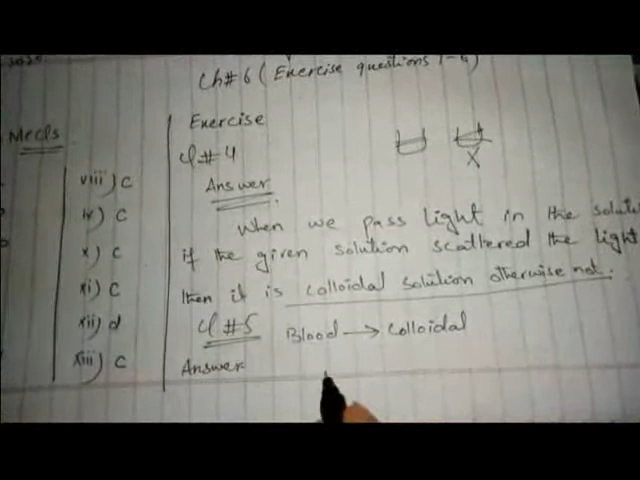 Ch#6 (Exercise questions 1-6)
Exercise
Mcqs
Q#4
viii) c
Answer
ix) c
When we pass light in the
x) c
if the given solution scattered the light
xi) c
then it is colloidal solution otherwise not.
xii) d
Q#5 Blood → Colloidal
xiii) c
Answer
X